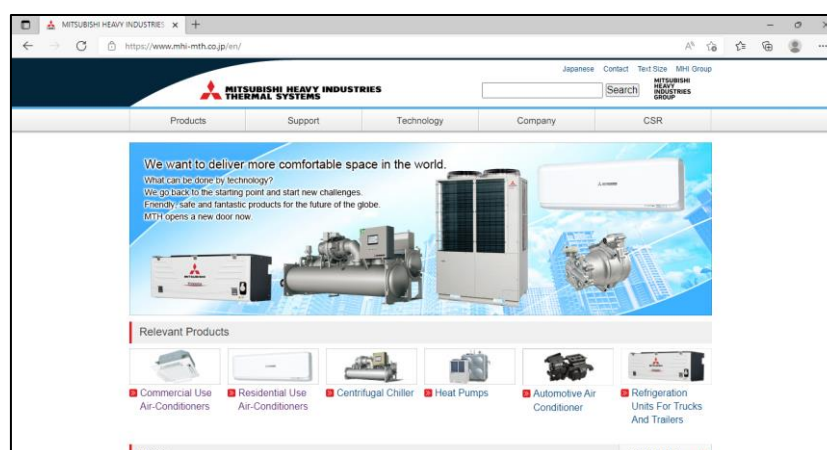 MITSUBISHI HEAVY INDUSTRIES
https://www.mhi-mth.co.jp/en/
Japanese Contact Text Size MHI Group
MITSUBISHI HEAVY INDUSTRIES
THERMAL SYSTEMS
Search
MITSUBISHI
HEAVY
INDUSTRIES
GROUP
Products Support Technology Company CSR
We want to deliver more comfortable space in the world.
What can be done by technology?
We go back to the starting point and start new challenges.
Friendly, safe and fantastic products for the future of the globe.
MTH opens a new door now.
Relevant Products
Commercial Use
Air-Conditioners
Residential Use
Air-Conditioners
Centrifugal Chiller
Heat Pumps
Automotive Air
Conditioner
Refrigeration
Units For Trucks
And Trailers